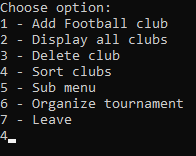 Choose option:
1 - Add Football club
2 - Display all clubs
3 - Delete club
4 - Sort clubs
5 - Sub menu
6 - Organize tournament
7 - Leave
4